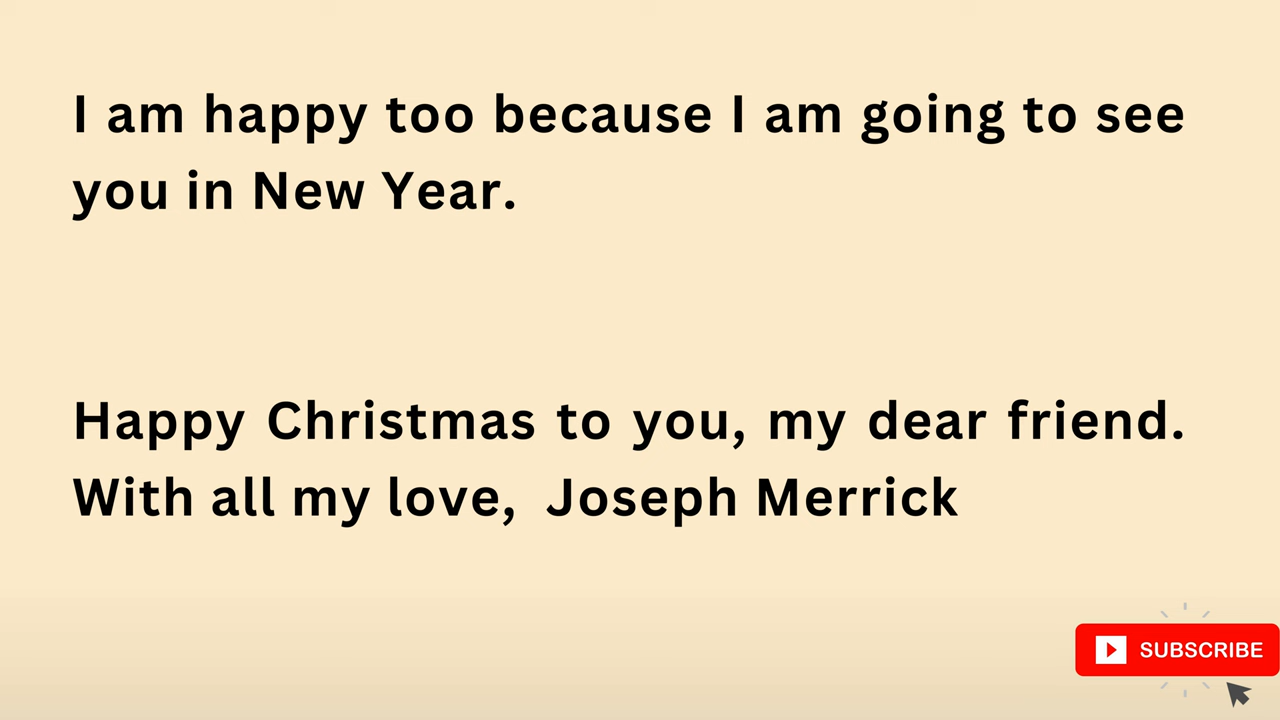 I am happy too because I am going to see
you in New Year.
Happy Christmas to you, my dear friend.
With all my love, Joseph Merrick
SUBSCRIBE